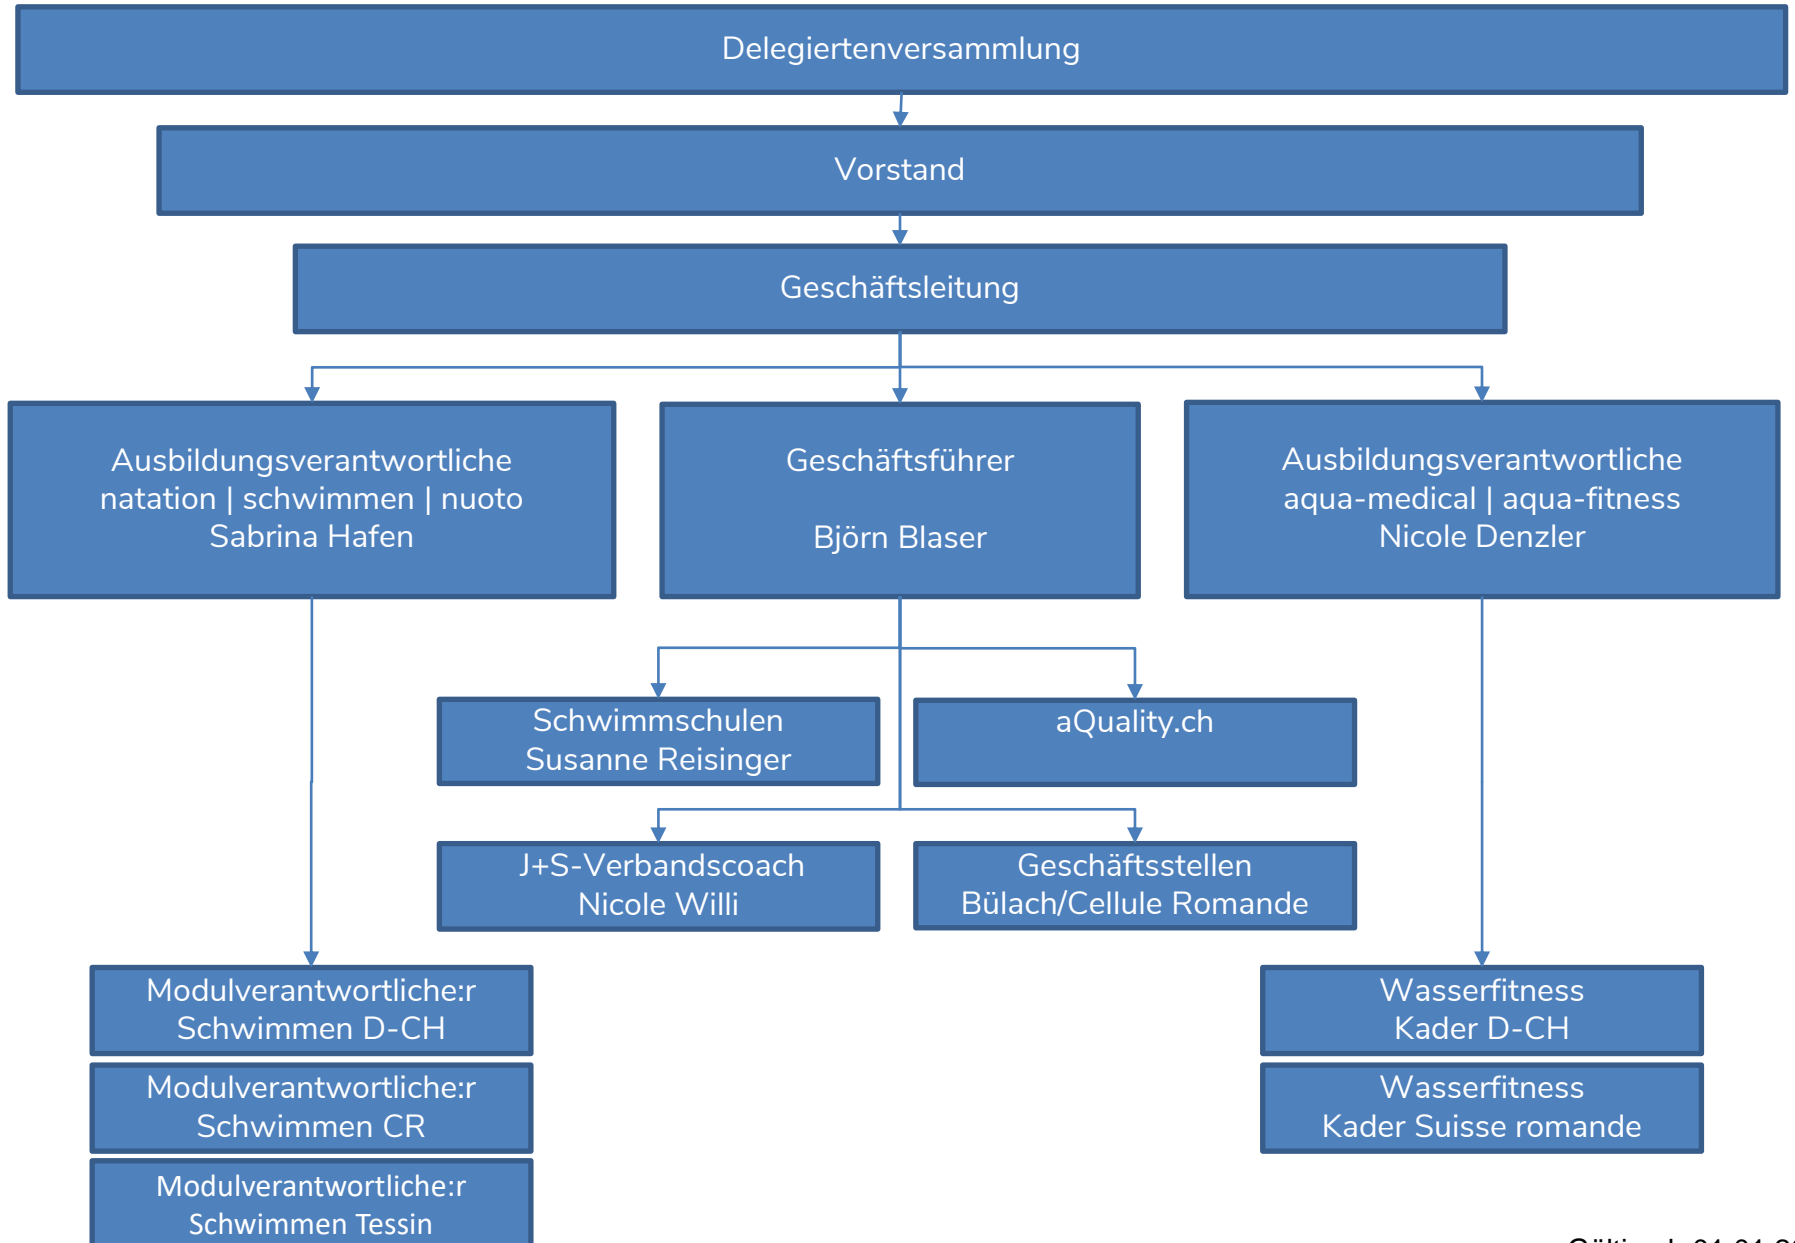 Delegiertenversammlung
Vorstand
Geschäftsleitung
Ausbildungsverantwortliche
natation | schwimmen | nuoto
Sabrina Hafen
Geschäftsführer
Björn Blaser
Ausbildungsverantwortliche
aqua-medical | aqua-fitness
Nicole Denzler
Schwimmschulen
Susanne Reisinger
aQuality.ch
J+S-Verbandscoach
Nicole Willi
Geschäftsstellen
Bülach/Cellule Romande
Modulverantwortliche:r
Schwimmen D-CH
Modulverantwortliche:r
Schwimmen CR
Modulverantwortliche:r
Schwimmen Tessin
Wasserfitness
Kader D-CH
Wasserfitness
Kader Suisse romande